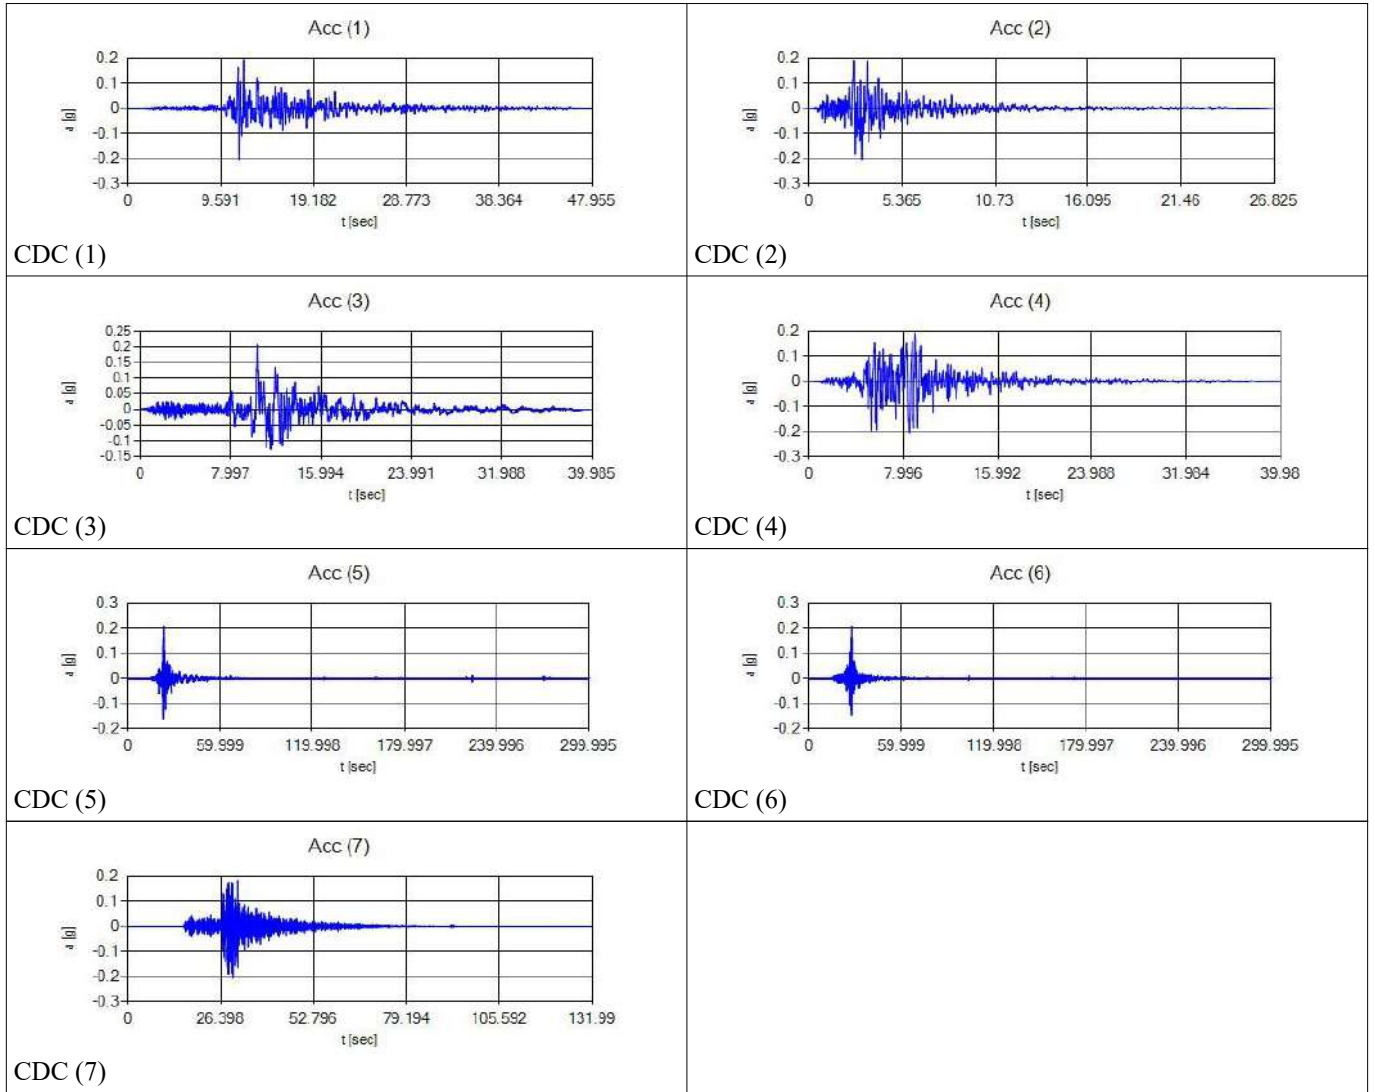 Acc (1)
0.2
0.1
0
-0.1
-0.2
-0.3
a [g]
0 9.591 19.182 28.773 38.364 47.955
t [sec]
CDC (1)
Acc (2)
0.2
0.1
0
-0.1
-0.2
-0.3
a [g]
0 5.365 10.73 16.095 21.46 26.825
t [sec]
CDC (2)
Acc (3)
0.25
0.2
0.15
0.1
0.05
0
-0.05
-0.1
-0.15
a [g]
0 7.997 15.994 23.991 31.988 39.985
t [sec]
CDC (3)
Acc (4)
0.2
0.1
0
-0.1
-0.2
-0.3
a [g]
0 7.996 15.992 23.988 31.984 39.98
t [sec]
CDC (4)
Acc (5)
0.3
0.2
0.1
0
-0.1
-0.2
a [g]
0 59.999 119.998 179.997 239.996 299.995
t [sec]
CDC (5)
Acc (6)
0.3
0.2
0.1
0
-0.1
-0.2
a [g]
0 59.999 119.998 179.997 239.996 299.995
t [sec]
CDC (6)
Acc (7)
0.2
0.1
0
-0.1
-0.2
-0.3
a [g]
0 26.398 52.796 79.194 105.592 131.99
t [sec]
CDC (7)